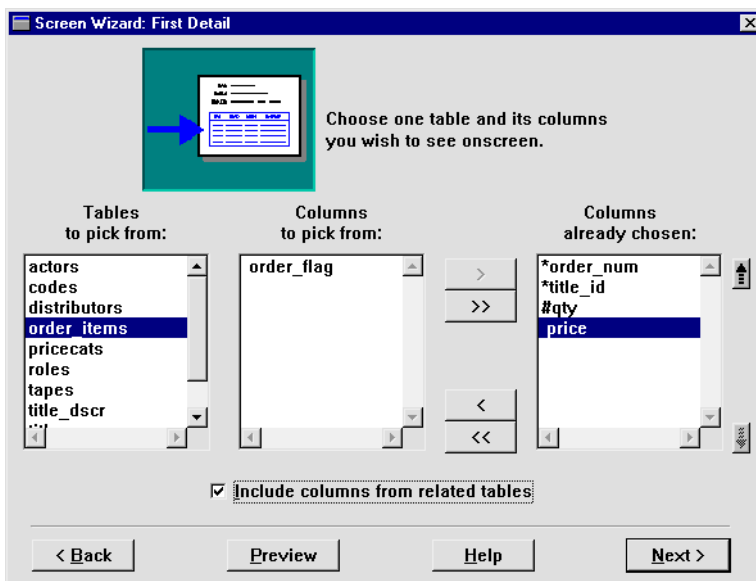 Screen Wizard: First Detail
Choose one table and its columns
you wish to see onscreen.
Tables
to pick from:
Columns
to pick from:
Columns
already chosen:
actors
codes
distributors
order_items
pricecats
roles
tapes
title_dscr
order_flag
>
>>
<
<<
*order_num
*title_id
#qty
price
Include columns from related tables
< Back
Preview
Help
Next >